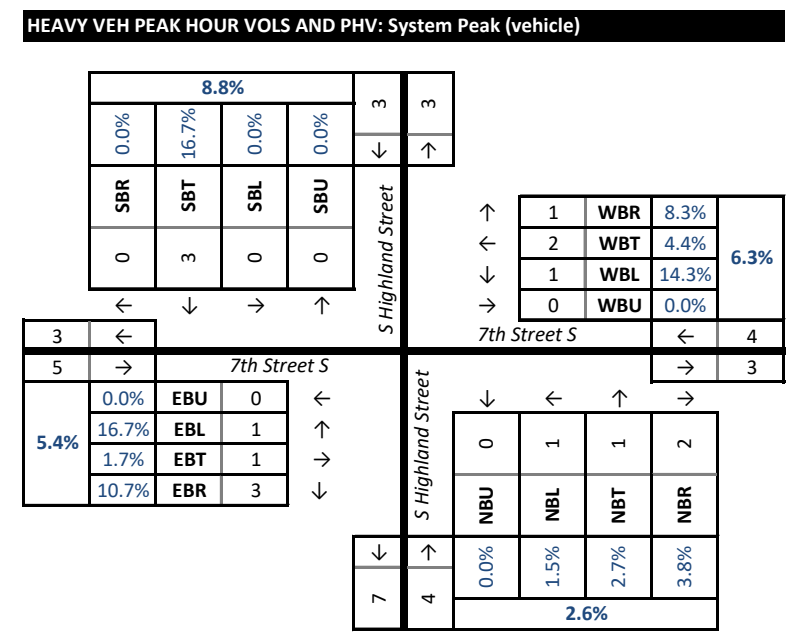 HEAVY VEH PEAK HOUR VOLS AND PHV: System Peak (vehicle)
8.8%
0.0% 16.7% 0.0% 0.0%
SBR SBT SBL SBU
0 3 0 0
← ↓ → ↑
3 3
↓ ↑
S Highland Street
↑ 1 WBR 8.3%
← 2 WBT 4.4%
↓ 1 WBL 14.3%
→ 0 WBU 0.0%
6.3%
3 ←
7th Street S
← 4
5 →
7th Street S
→ 3
5.4%
0.0% EBU 0 ←
16.7% EBL 1 ↑
1.7% EBT 1 →
10.7% EBR 3 ↓
S Highland Street
↓ ← ↑ →
0 1 1 2
NBU NBL NBT NBR
0.0% 1.5% 2.7% 3.8%
2.6%
↓ ↑
7 4